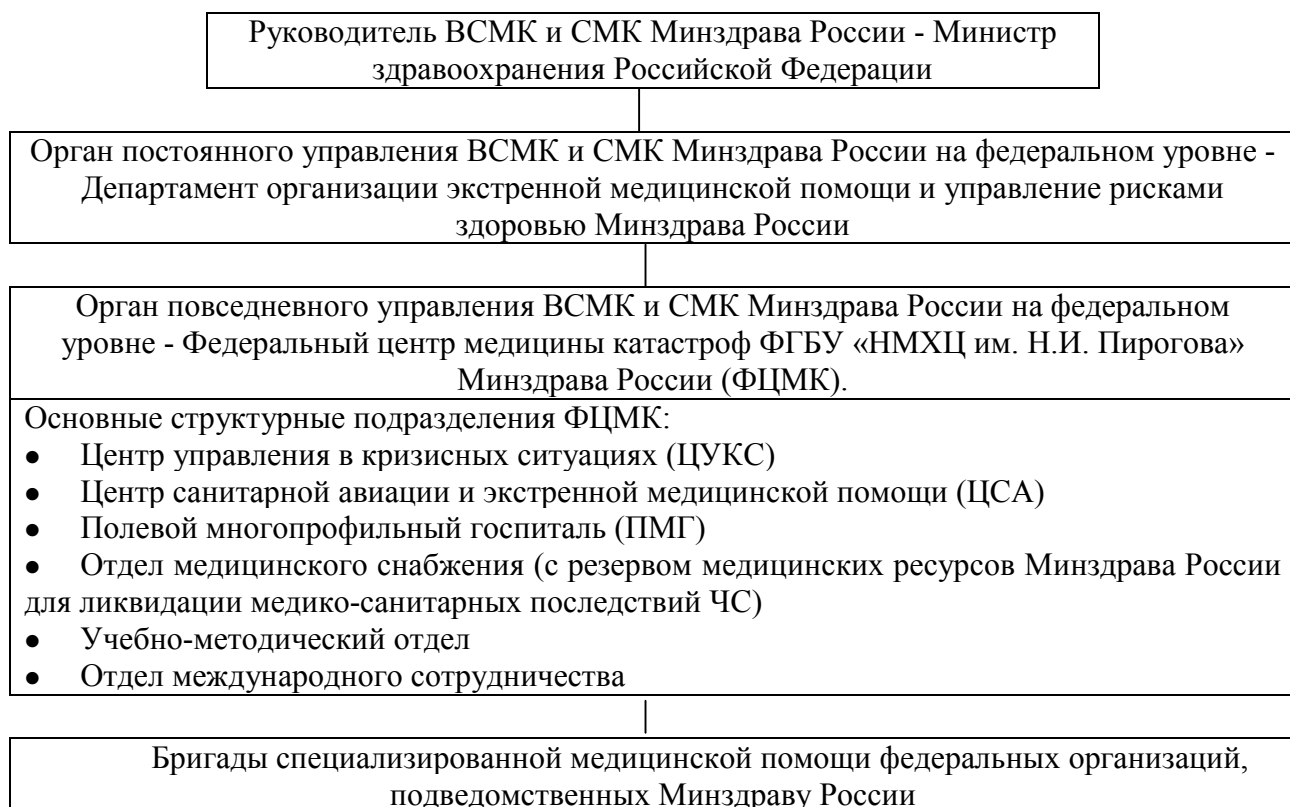 Руководитель ВСМК и СМК Минздрава России - Министр
здравоохранения Российской Федерации
Орган постоянного управления ВСМК и СМК Минздрава России на федеральном уровне -
Департамент организации экстренной медицинской помощи и управление рисками
здоровью Минздрава России
Орган повседневного управления ВСМК и СМК Минздрава России на федеральном
уровне - Федеральный центр медицины катастроф ФГБУ «НМХЦ им. Н.И. Пирогова»
Минздрава России (ФЦМК).
Основные структурные подразделения ФЦМК:
● Центр управления в кризисных ситуациях (ЦУКС)
● Центр санитарной авиации и экстренной медицинской помощи (ЦСА)
● Полевой многопрофильный госпиталь (ПМГ)
● Отдел медицинского снабжения (с резервом медицинских ресурсов Минздрава России
для ликвидации медико-санитарных последствий ЧС)
● Учебно-методический отдел
● Отдел международного сотрудничества
Бригады специализированной медицинской помощи федеральных организаций,
подведомственных Минздраву России